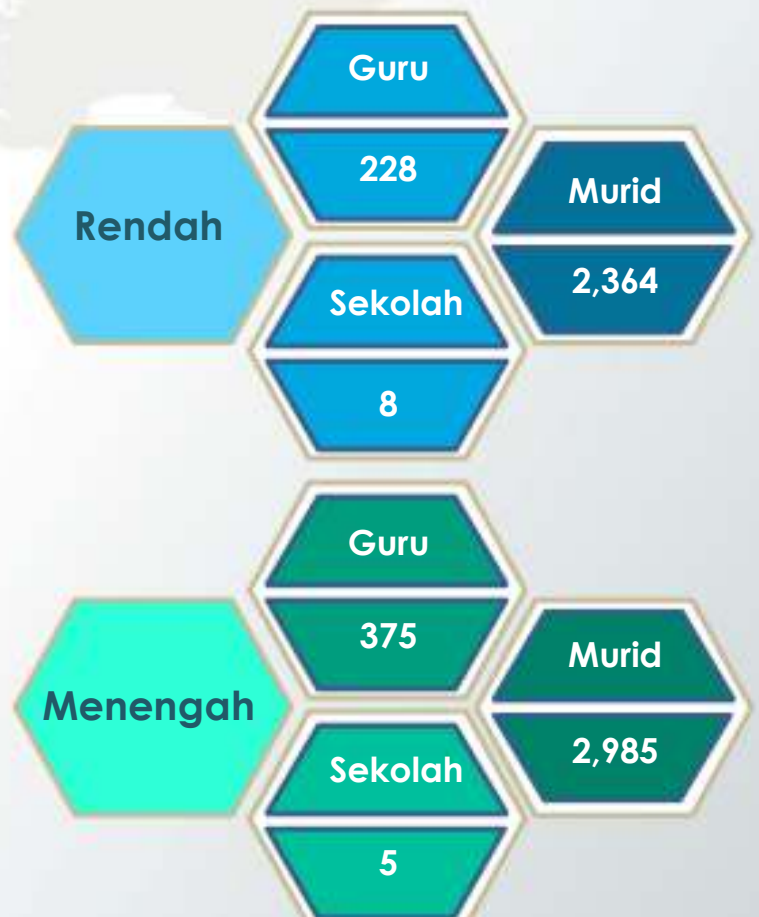 Rendah
Guru
228
Murid
2,364
Sekolah
8
Menengah
Guru
375
Murid
2,985
Sekolah
5